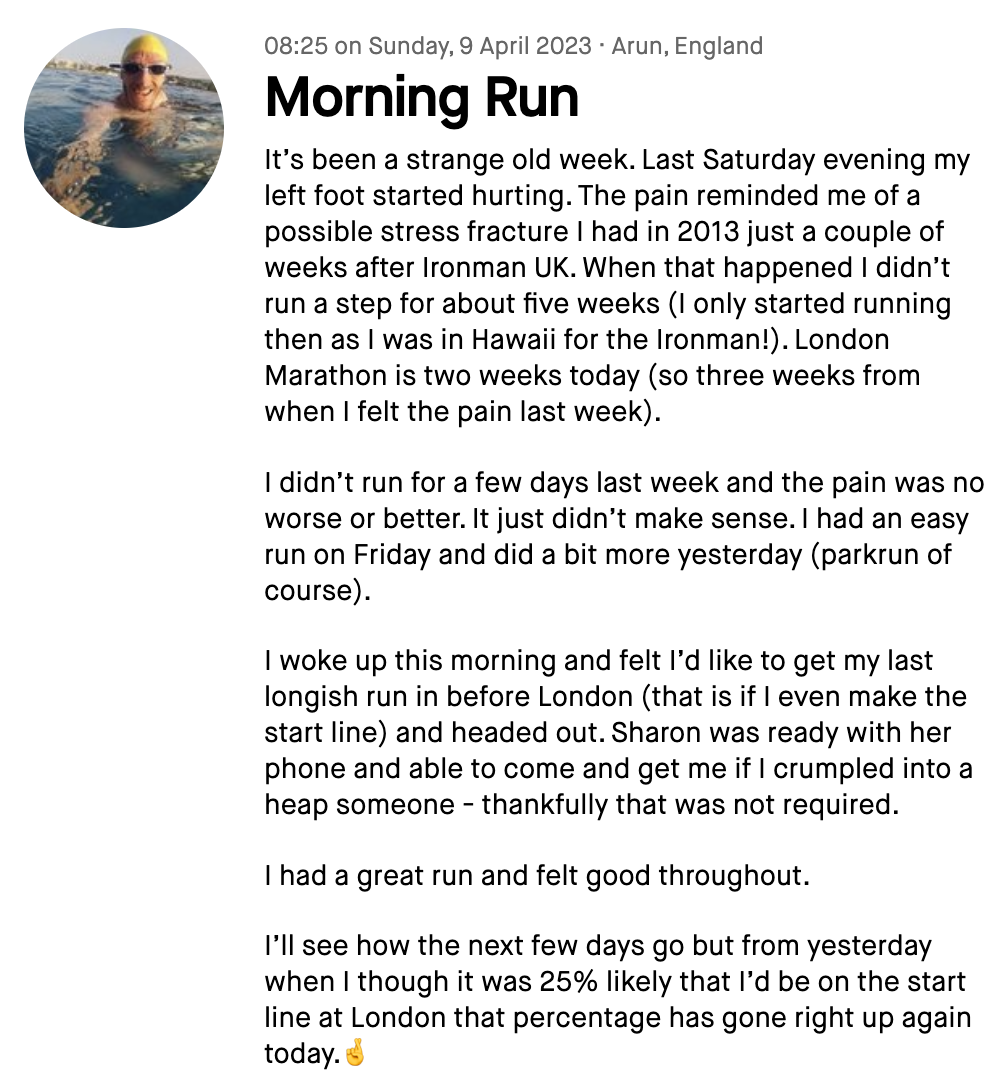 08:25 on Sunday, 9 April 2023 · Arun, England
Morning Run
It’s been a strange old week. Last Saturday evening my
left foot started hurting. The pain reminded me of a
possible stress fracture I had in 2013 just a couple of
weeks after Ironman UK. When that happened I didn’t
run a step for about five weeks (I only started running
then as I was in Hawaii for the Ironman!). London
Marathon is two weeks today (so three weeks from
when I felt the pain last week).
I didn’t run for a few days last week and the pain was no
worse or better. It just didn’t make sense. I had an easy
run on Friday and did a bit more yesterday (parkrun of
course).
I woke up this morning and felt I’d like to get my last
longish run in before London (that is if I even make the
start line) and headed out. Sharon was ready with her
phone and able to come and get me if I crumpled into a
heap someone - thankfully that was not required.
I had a great run and felt good throughout.
I’ll see how the next few days go but from yesterday
when I though it was 25% likely that I’d be on the start
line at London that percentage has gone right up again
today.🤞